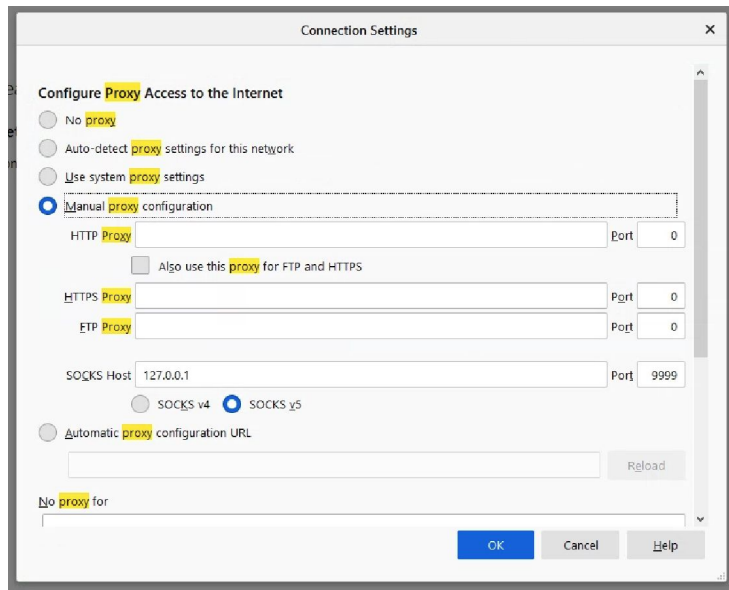 Connection Settings
Configure Proxy Access to the Internet
No proxy
Auto-detect proxy settings for this network
Use system proxy settings
Manual proxy configuration
HTTP Proxy Port 0
Also use this proxy for FTP and HTTPS
HTTPS Proxy Port 0
FTP Proxy Port 0
SOCKS Host 127.0.0.1 Port 9999
SOCKS v4 SOCKS v5
Automatic proxy configuration URL
Reload
No proxy for
OK Cancel Help